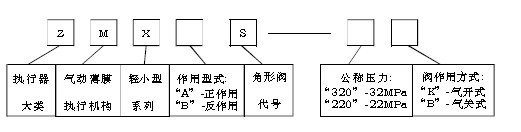 Z M X S
执行器
大类
气动薄膜
执行机构
轻小型
系列
作用型式:
“A”-正作用
“B”-反作用
角形阀
代号
公称压力:
“320”-32MPa
“220”-22MPa
阀作用方式:
“K”-气开式
“B”-气关式